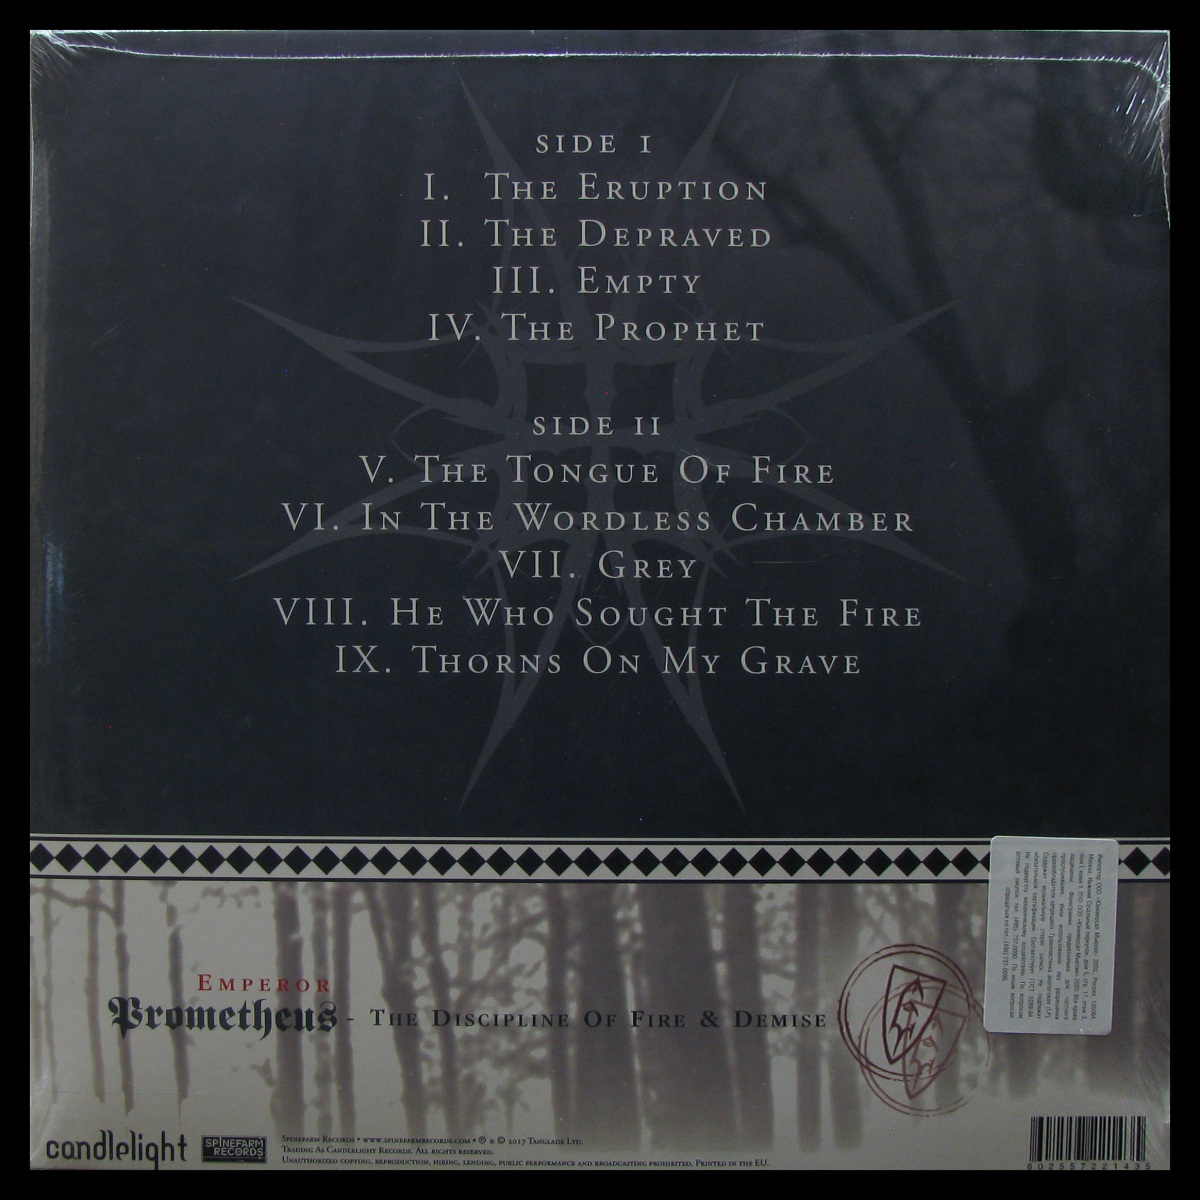 SIDE I
I. THE ERUPTION
II. THE DEPRAVED
III. EMPTY
IV. THE PROPHET
SIDE II
V. THE TONGUE OF FIRE
VI. IN THE WORDLESS CHAMBER
VII. GREY
VIII. HE WHO SOUGHT THE FIRE
IX. THORNS ON MY GRAVE
EMPEROR
Prometheus - THE DISCIPLINE OF FIRE & DEMISE
candlelight
SPINEFARM RECORDS
SPINEFARM RECORDS • WWW.SPINEFARMRECORDS.COM • ℗ & © 2017 TANGLADE LTD.
TRADING AS CANDLELIGHT RECORDS. ALL RIGHTS RESERVED.
UNAUTHORIZED COPYING, REPRODUCTION, HIRING, LENDING, PUBLIC PERFORMANCE AND BROADCASTING PROHIBITED. PRINTED IN THE EU.
602557221435